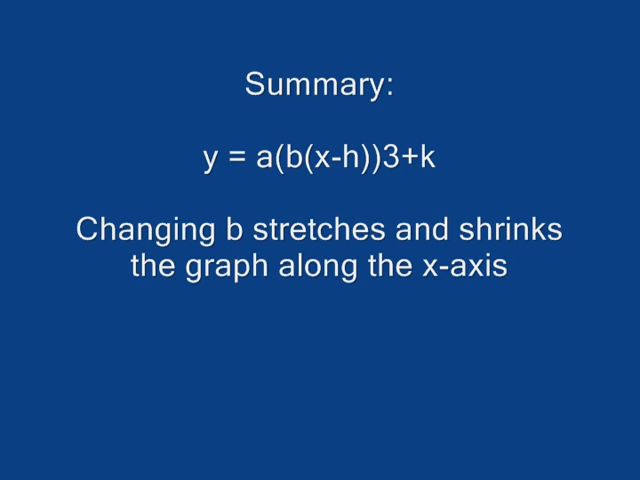 Summary:
y = a(b(x-h))3+k
Changing b stretches and shrinks
the graph along the x-axis